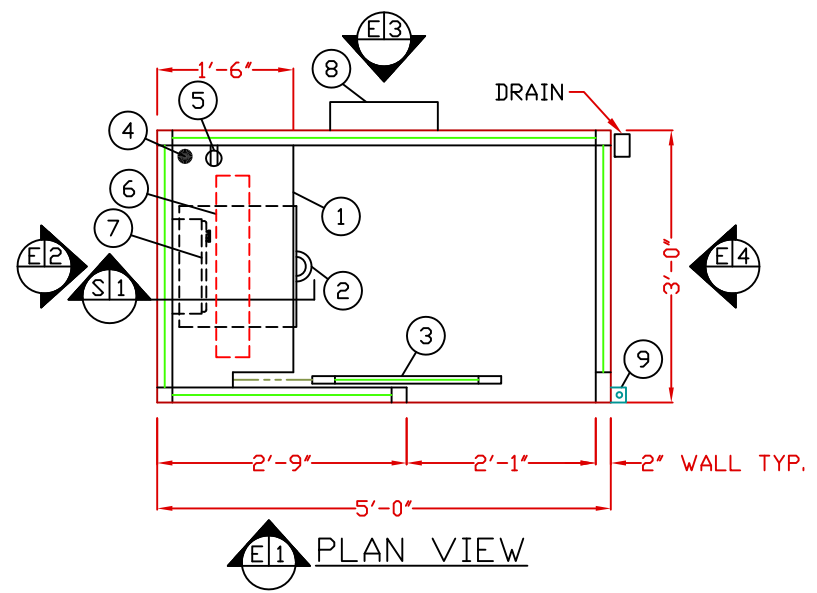 E 3
1'-6"
8
DRAIN
5
4
6
1
7
E 2
3'-0"
E 4
S 1
2
3
9
2'-9"
2'-1"
2" WALL TYP.
5'-0"
E 1
PLAN VIEW